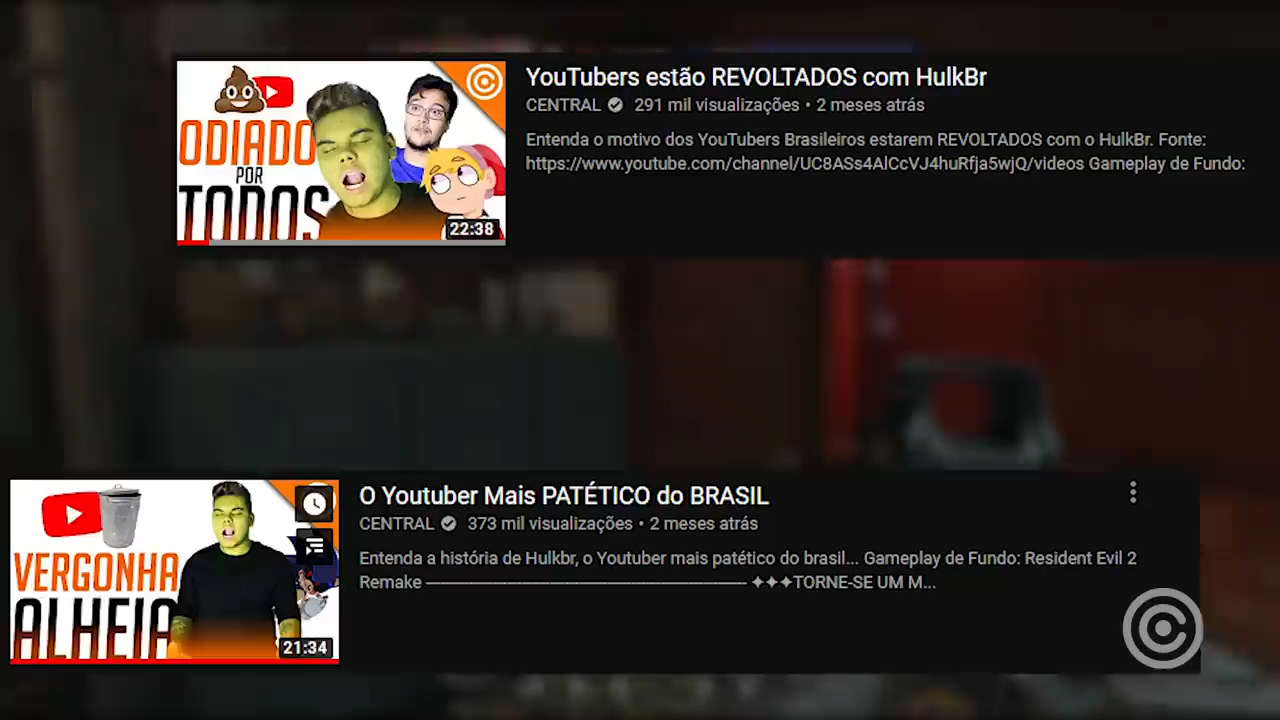 ODIADO
POR
TODOS
22:38
YouTubers estão REVOLTADOS com HulkBr
CENTRAL 291 mil visualizações • 2 meses atrás
Entenda o motivo dos YouTubers Brasileiros estarem REVOLTADOS com o HulkBr. Fonte:
https://www.youtube.com/channel/UC8ASs4AlCcVJ4huRfja5wjQ/videos Gameplay de Fundo:
VERGONHA
ALHEIA
21:34
O Youtuber Mais PATÉTICO do BRASIL
CENTRAL 373 mil visualizações • 2 meses atrás
Entenda a história de Hulkbr, o Youtuber mais patético do brasil... Gameplay de Fundo: Resident Evil 2
Remake ————————————————————— ✦✦✦TORNE-SE UM M...